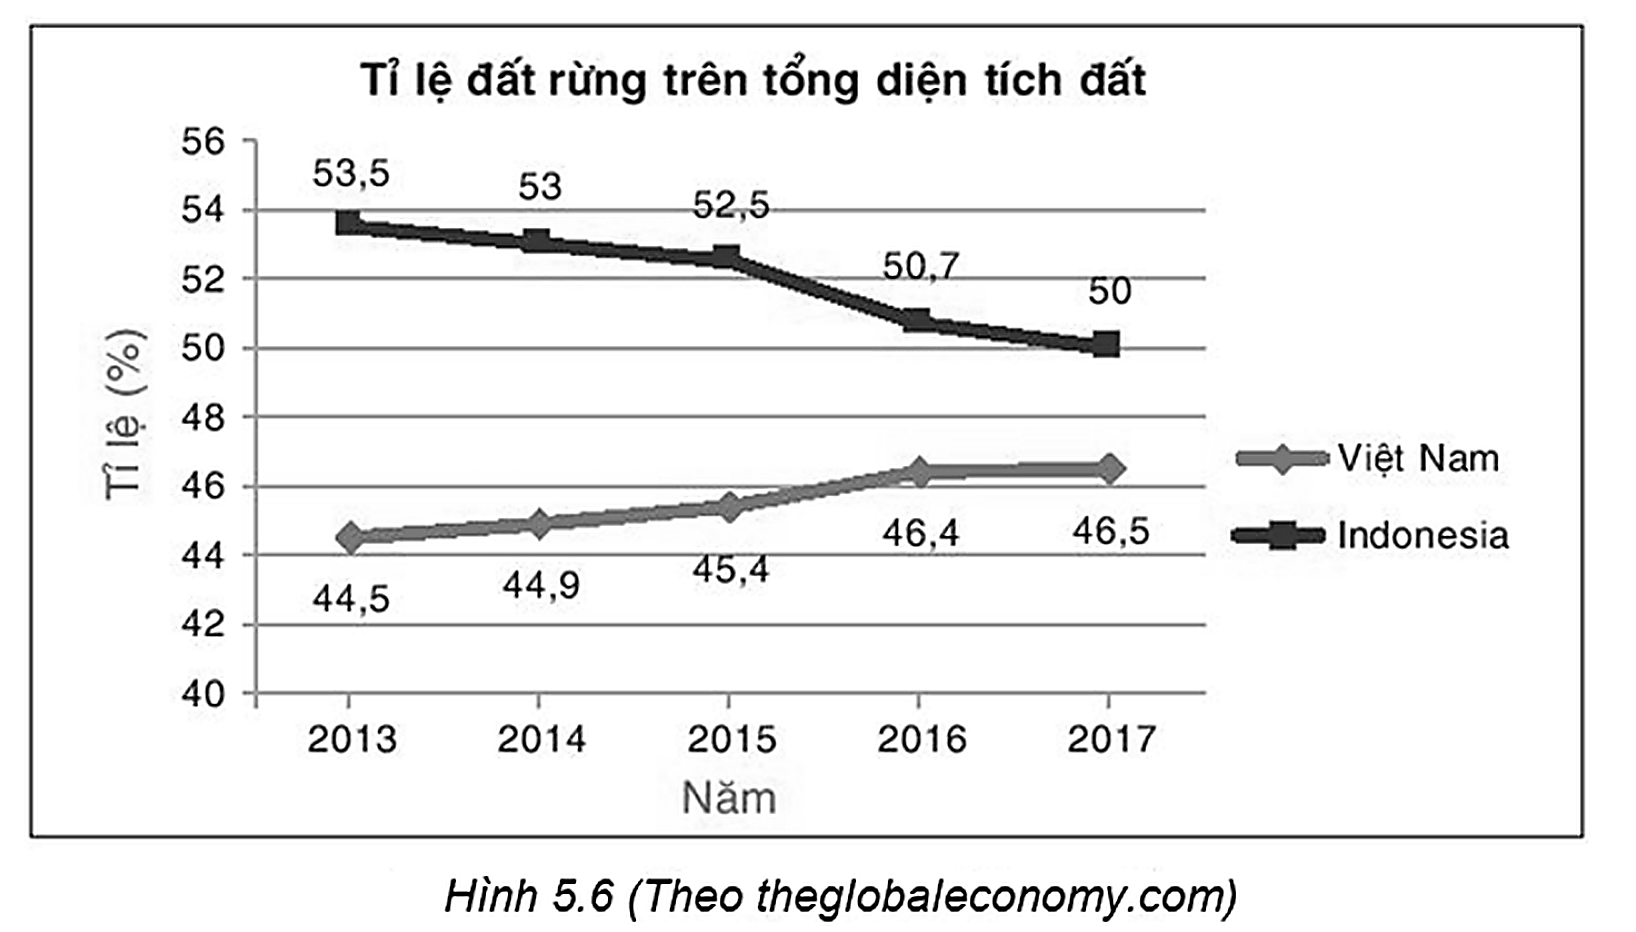 Tỉ lệ đất rừng trên tổng diện tích đất
56
54
52
50
48
46
44
42
40
Tỉ lệ (%)
53,5
53
52,5
50,7
50
44,5
44,9
45,4
46,4
46,5
2013 2014 2015 2016 2017
Năm
Việt Nam
Indonesia
Hình 5.6 (Theo theglobaleconomy.com)